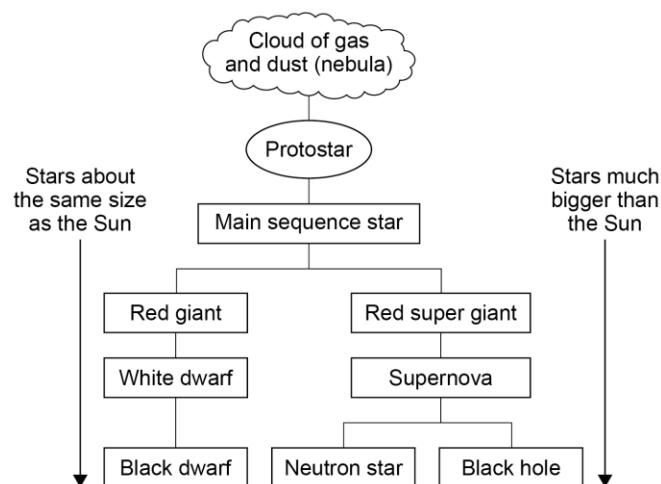 Cloud of gas
and dust (nebula)
Protostar
Stars about
the same size
as the Sun
Stars much
bigger than
the Sun
Main sequence star
Red giant
Red super giant
White dwarf
Supernova
Black dwarf
Neutron star
Black hole